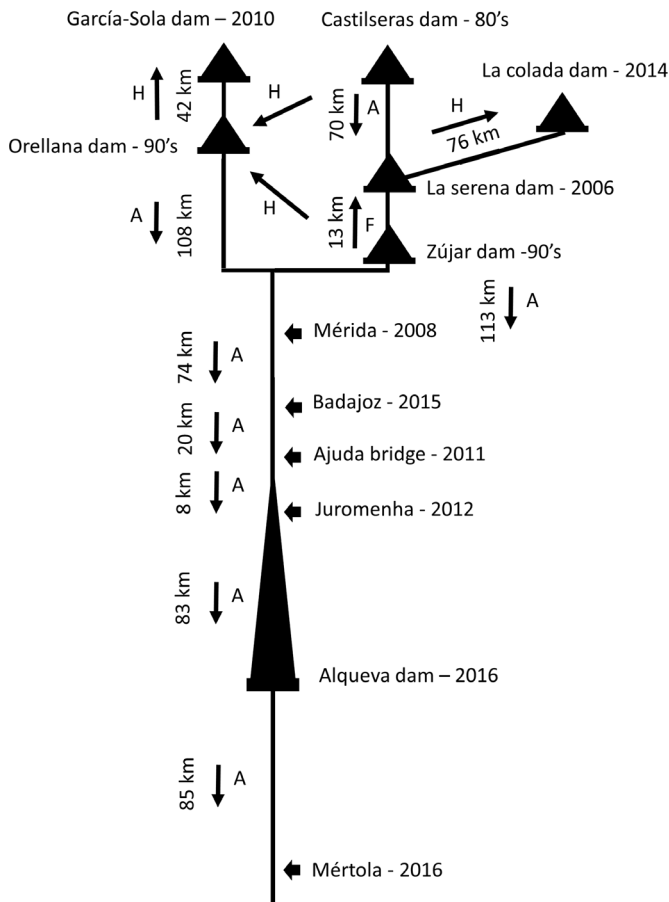 García-Sola dam – 2010
Castilseras dam - 80's
La colada dam - 2014
H
42 km
H
70 km
A
H
76 km
Orellana dam - 90's
La serena dam - 2006
A
108 km
H
13 km
F
Zújar dam -90's
113 km
A
Mérida - 2008
74 km
A
Badajoz - 2015
20 km
A
Ajuda bridge - 2011
8 km
A
Juromenha - 2012
83 km
A
Alqueva dam – 2016
85 km
A
Mértola - 2016